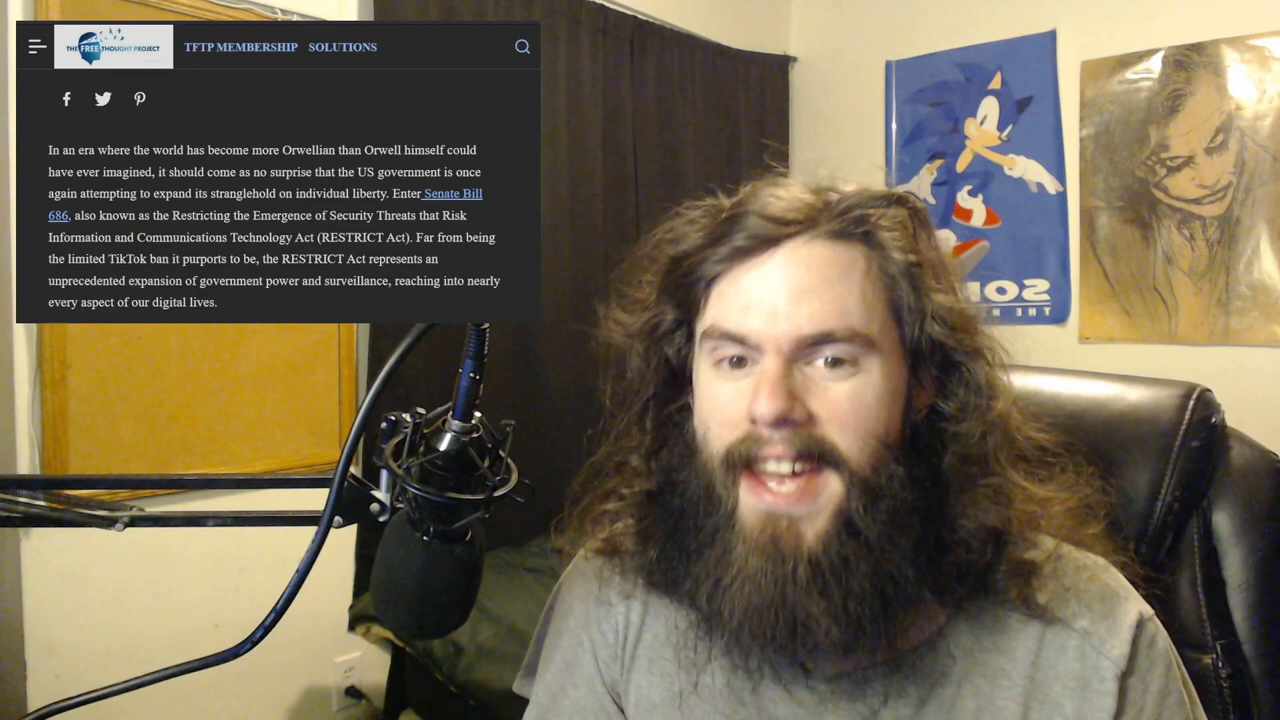 THE FREE THOUGHT PROJECT
TFTP MEMBERSHIP SOLUTIONS
In an era where the world has become more Orwellian than Orwell himself could
have ever imagined, it should come as no surprise that the US government is once
again attempting to expand its stranglehold on individual liberty. Enter Senate Bill
686, also known as the Restricting the Emergence of Security Threats that Risk
Information and Communications Technology Act (RESTRICT Act). Far from being
the limited TikTok ban it purports to be, the RESTRICT Act represents an
unprecedented expansion of government power and surveillance, reaching into nearly
every aspect of our digital lives.
SON
THE H